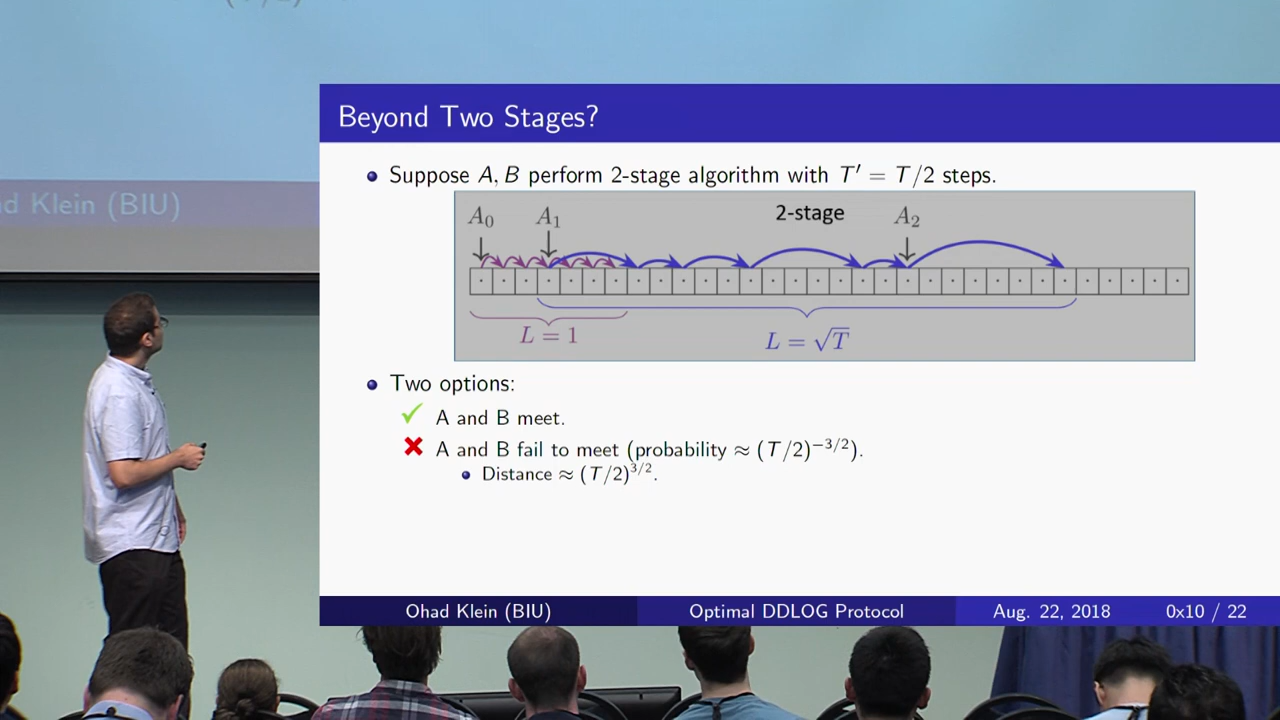 (T/2)
d Klein (BIU)
Beyond Two Stages?
Suppose A, B perform 2-stage algorithm with T′ = T/2 steps.
A₀ A₁ 2-stage A₂
L = 1
L = √T
Two options:
✓ A and B meet.
✗ A and B fail to meet (probability ≈ (T/2)⁻³/²).
Distance ≈ (T/2)³/².
Ohad Klein (BIU) Optimal DDLOG Protocol Aug. 22, 2018 0x10 / 22